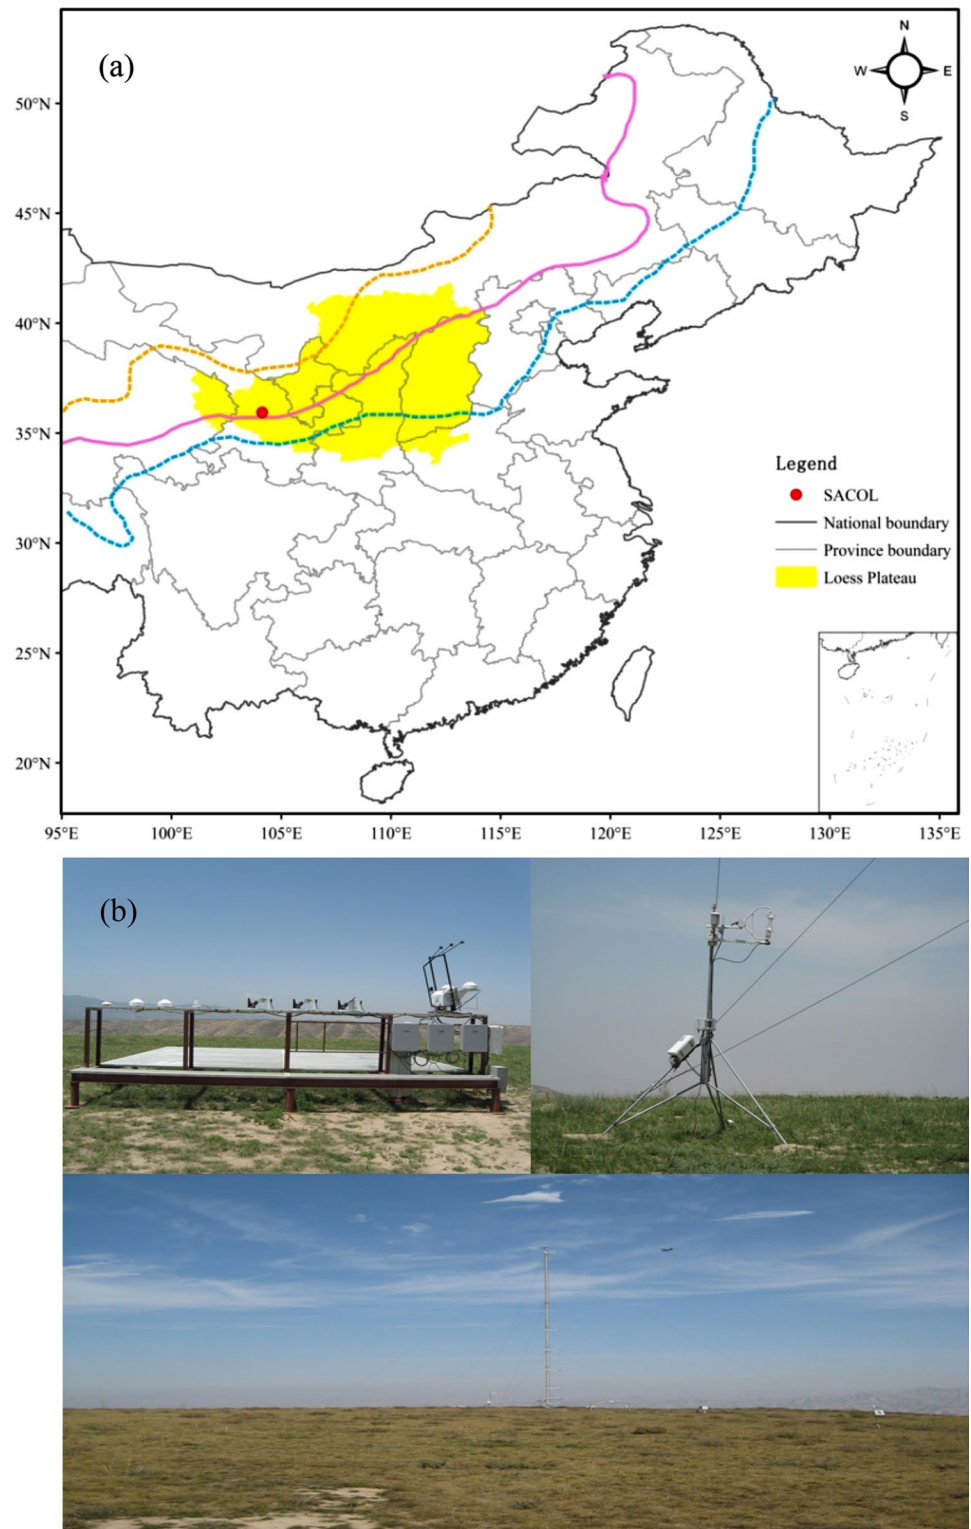 (a)
N
W E
S
50°N
45°N
40°N
35°N
30°N
25°N
20°N
Legend
SACOL
National boundary
Province boundary
Loess Plateau
95°E 100°E 105°E 110°E 115°E 120°E 125°E 130°E 135°E
(b)